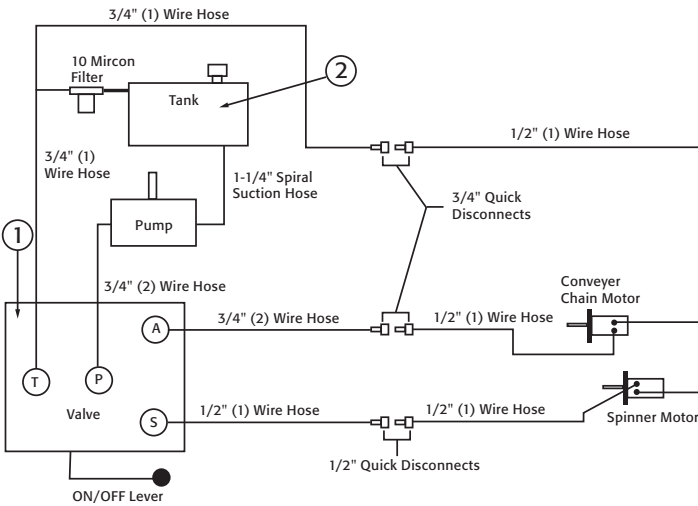 3/4" (1) Wire Hose
10 Mircon
Filter
2
Tank
1/2" (1) Wire Hose
3/4" (1)
Wire Hose
1-1/4" Spiral
Suction Hose
3/4" Quick
Disconnects
Pump
1
3/4" (2) Wire Hose
Conveyer
Chain Motor
A
3/4" (2) Wire Hose
1/2" (1) Wire Hose
T
P
Valve
S
1/2" (1) Wire Hose
1/2" (1) Wire Hose
Spinner Motor
1/2" Quick Disconnects
ON/OFF Lever